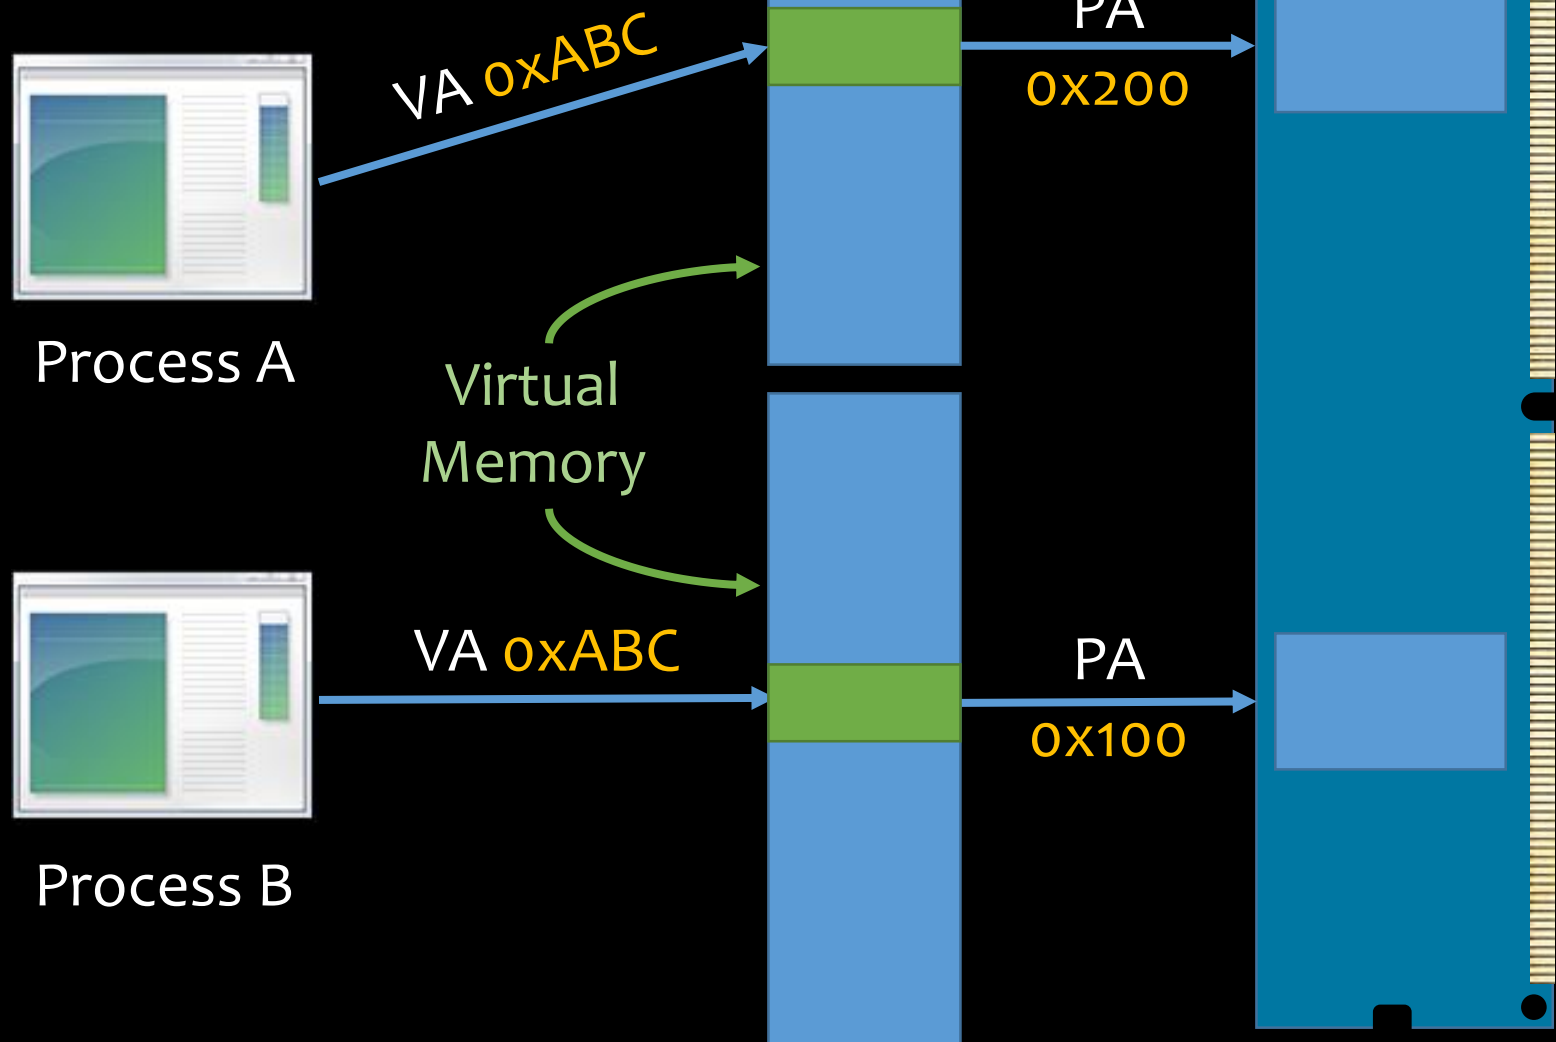 PA
VA 0xABC
0x200
Process A
Virtual
Memory
VA 0xABC
PA
0x100
Process B